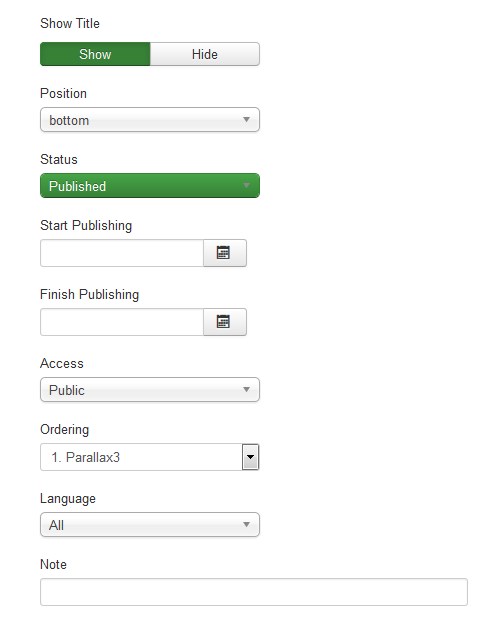 Show Title
Show Hide
Position
bottom
Status
Published
Start Publishing
Finish Publishing
Access
Public
Ordering
1. Parallax3
Language
All
Note